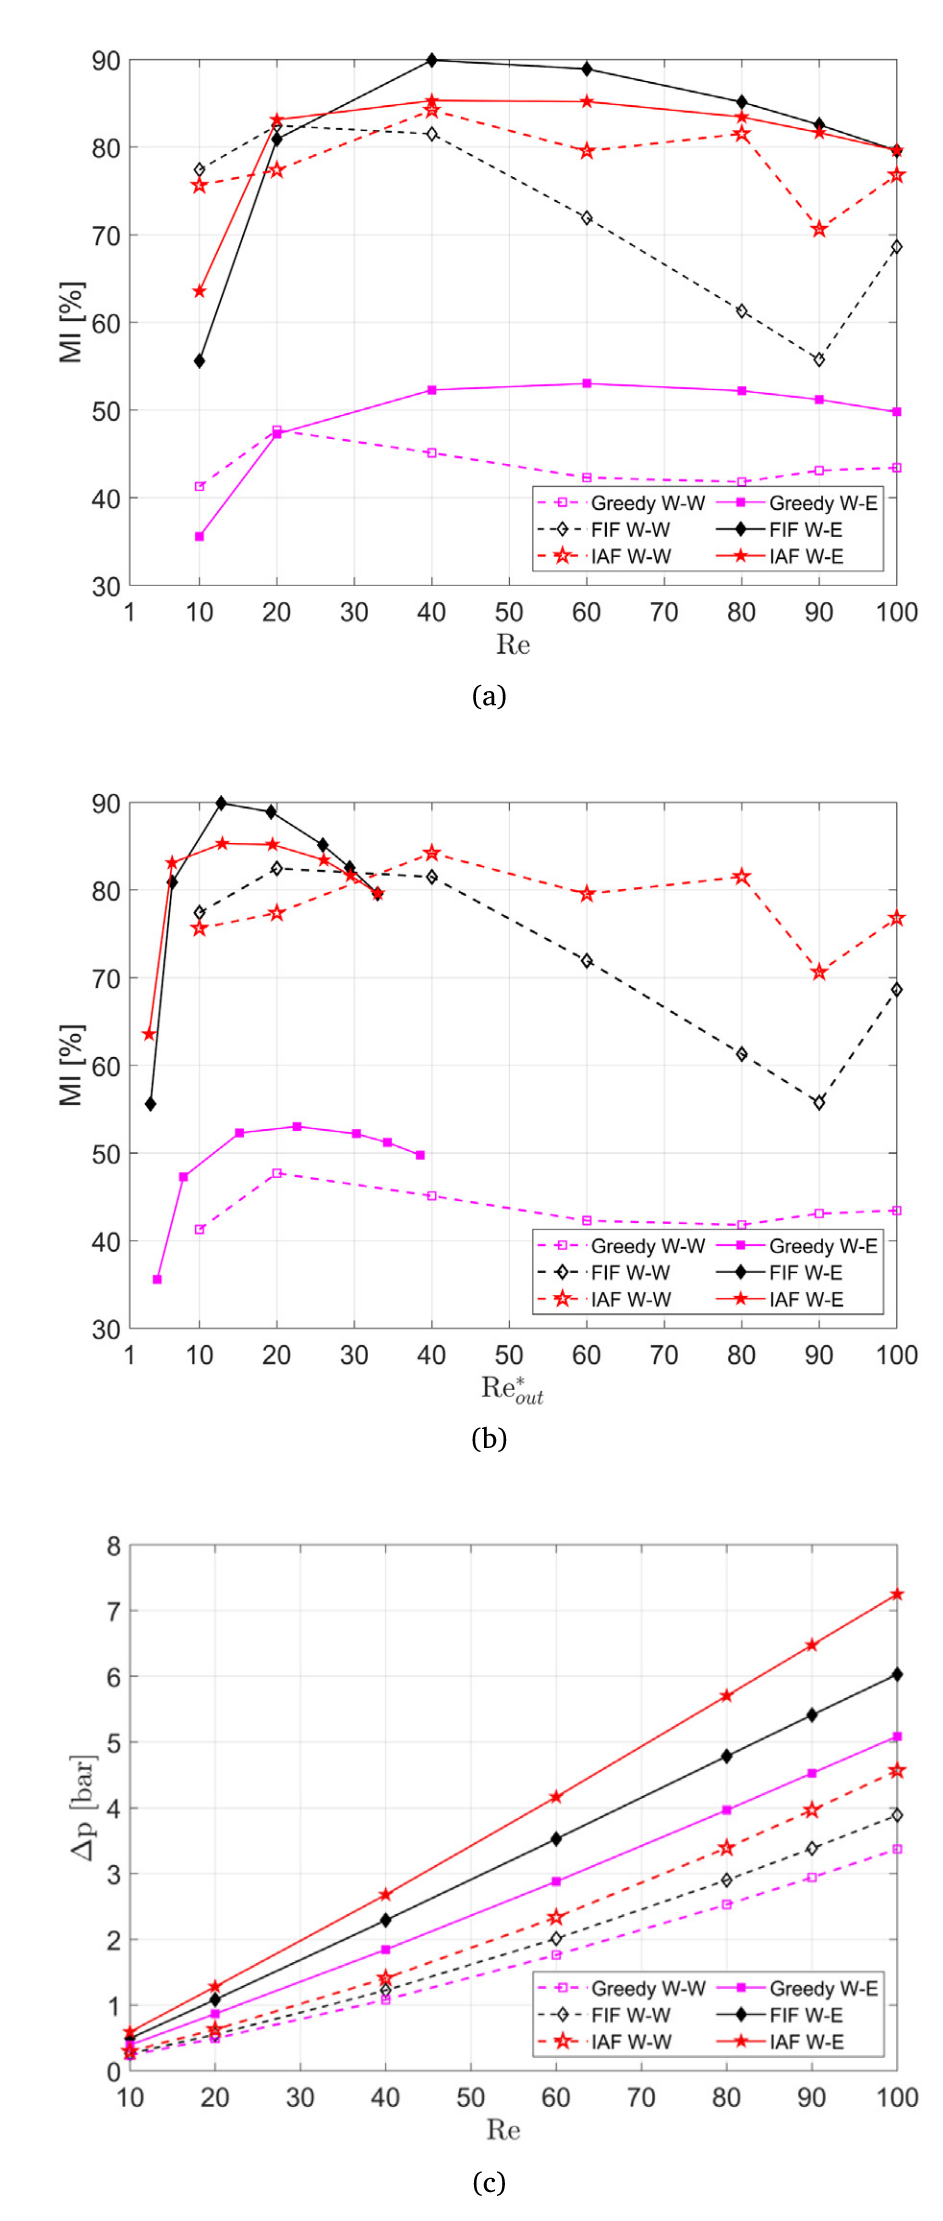 90
80
70
60
50
40
30
MI [%]
Greedy W-W Greedy W-E
FIF W-W FIF W-E
IAF W-W IAF W-E
1 10 20 30 40 50 60 70 80 90 100
Re
(a)
90
80
70
60
50
40
30
MI [%]
Greedy W-W Greedy W-E
FIF W-W FIF W-E
IAF W-W IAF W-E
1 10 20 30 40 50 60 70 80 90 100
Re*out
(b)
8
7
6
5
4
3
2
1
0
Δp [bar]
Greedy W-W Greedy W-E
FIF W-W FIF W-E
IAF W-W IAF W-E
10 20 30 40 50 60 70 80 90 100
Re
(c)